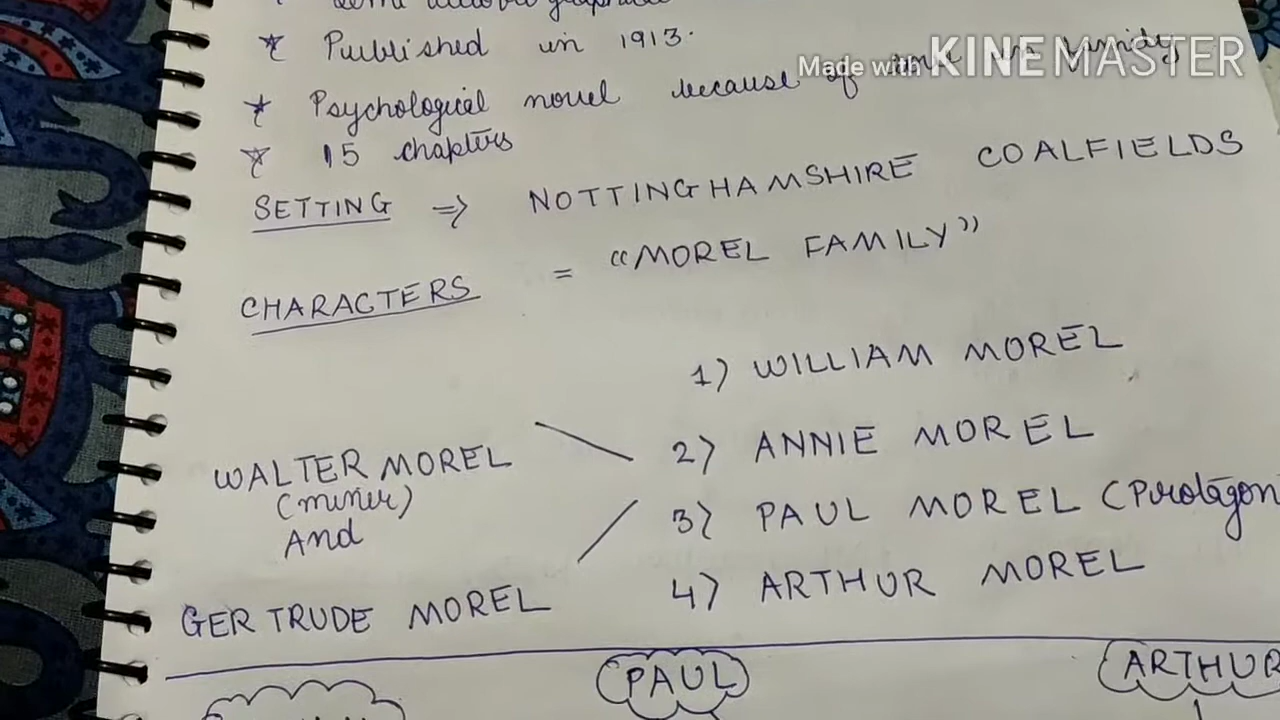 ★ Published in 1913.
Made with KINEMASTER
★ Psychological novel because of family
★ 15 chapters
SETTING ⇒ NOTTINGHAMSHIRE COALFIELDS
CHARACTERS = "MOREL FAMILY"
1) WILLIAM MOREL
WALTER MOREL
(miner)
And
GERTRUDE MOREL
2) ANNIE MOREL
3) PAUL MOREL (Protagon
4) ARTHUR MOREL
PAUL
ARTHUR